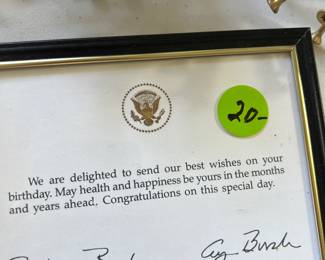 20-
We are delighted to send our best wishes on your
birthday. May health and happiness be yours in the months
and years ahead. Congratulations on this special day.
Bush